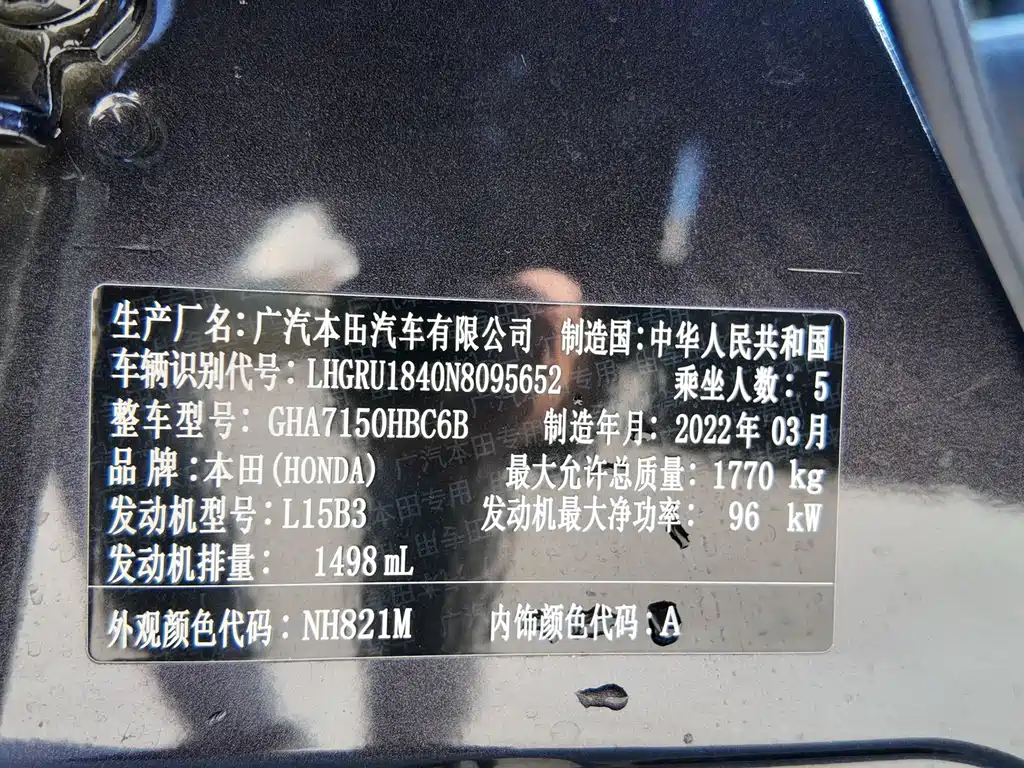 生产厂名：广汽本田汽车有限公司 制造国：中华人民共和国
车辆识别代号：LHGRU1840N8095652 乘坐人数：5
整车型号：GHA7150HBC6B 制造年月：2022年 03月
品 牌：本田(HONDA) 最大允许总质量：1770 kg
发动机型号：L15B3 发动机最大净功率：96 kW
发动机排量：1498mL
外观颜色代码：NH821M 内饰颜色代码：A